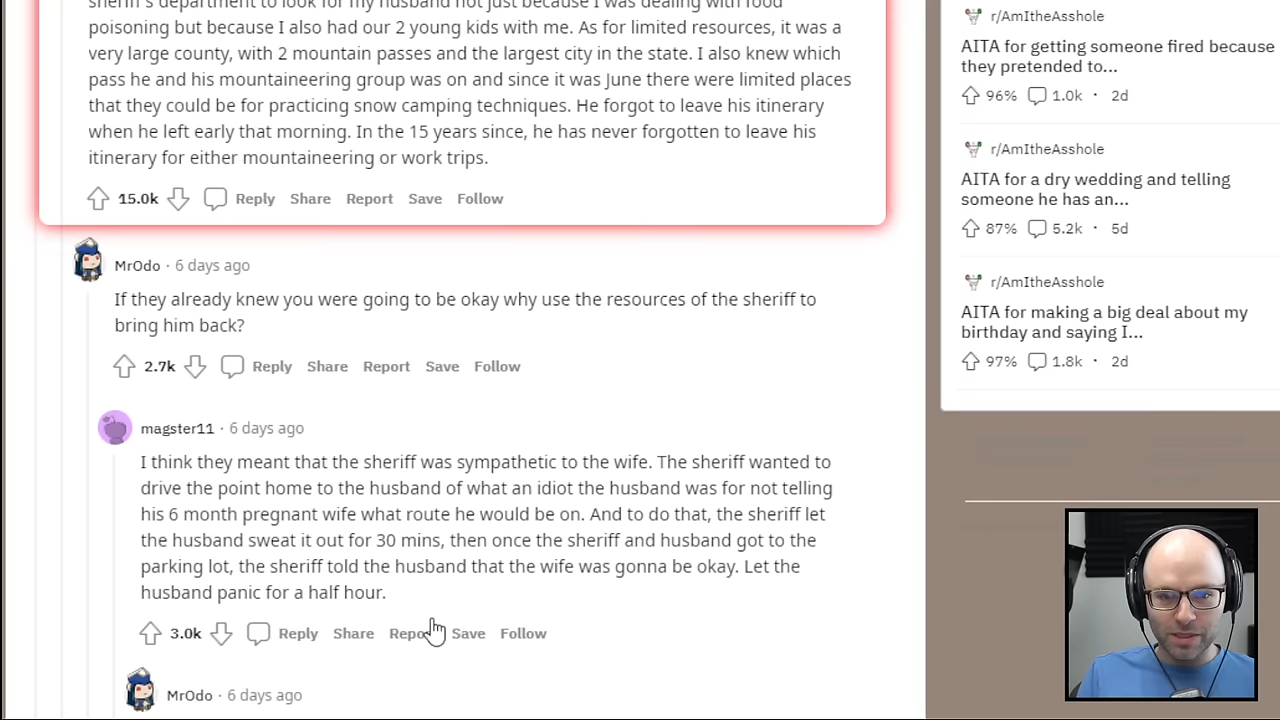 sheriff's department to look for my husband not just because I was dealing with food
poisoning but because I also had our 2 young kids with me. As for limited resources, it was a
very large county, with 2 mountain passes and the largest city in the state. I also knew which
pass he and his mountaineering group was on and since it was June there were limited places
that they could be for practicing snow camping techniques. He forgot to leave his itinerary
when he left early that morning. In the 15 years since, he has never forgotten to leave his
itinerary for either mountaineering or work trips.
15.0k Reply Share Report Save Follow
MrOdo · 6 days ago
If they already knew you were going to be okay why use the resources of the sheriff to
bring him back?
2.7k Reply Share Report Save Follow
magster11 · 6 days ago
I think they meant that the sheriff was sympathetic to the wife. The sheriff wanted to
drive the point home to the husband of what an idiot the husband was for not telling
his 6 month pregnant wife what route he would be on. And to do that, the sheriff let
the husband sweat it out for 30 mins, then once the sheriff and husband got to the
parking lot, the sheriff told the husband that the wife was gonna be okay. Let the
husband panic for a half hour.
3.0k Reply Share Report Save Follow
MrOdo · 6 days ago
r/AmItheAsshole
AITA for getting someone fired because
they pretended to...
96% 1.0k · 2d
r/AmItheAsshole
AITA for a dry wedding and telling
someone he has an...
87% 5.2k · 5d
r/AmItheAsshole
AITA for making a big deal about my
birthday and saying I...
97% 1.8k · 2d